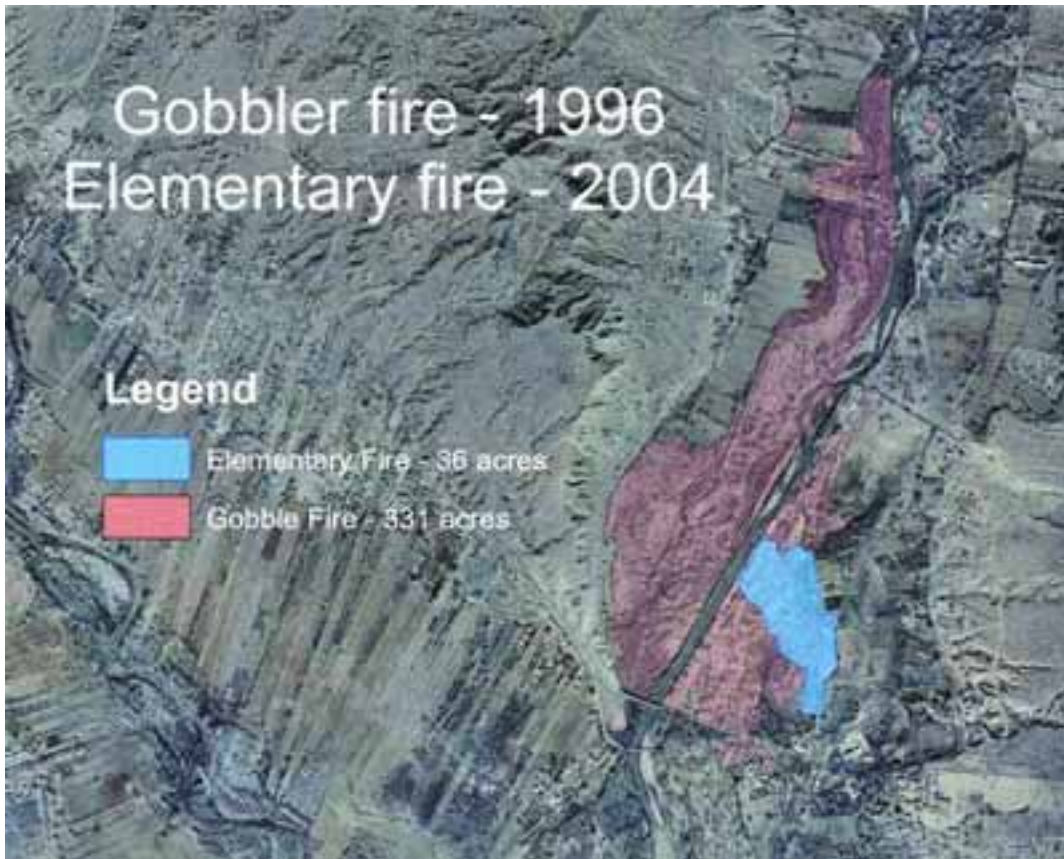 Gobbler fire - 1996
Elementary fire - 2004
Legend
Elementary Fire - 36 acres
Gobble Fire - 331 acres